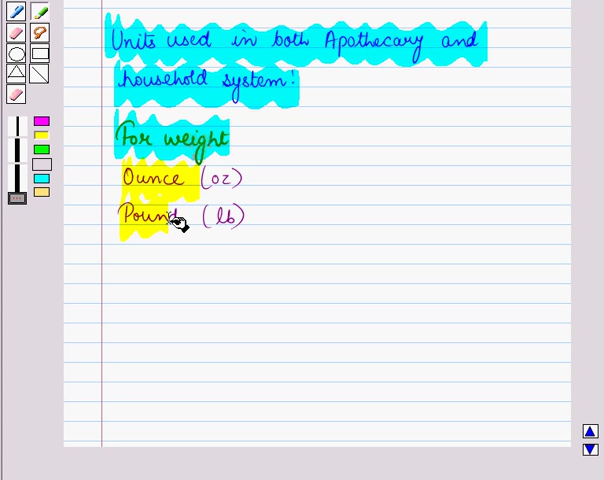 Units used in both Apothecary and
household system:
For weight
Ounce (oz)
Pound (lb)